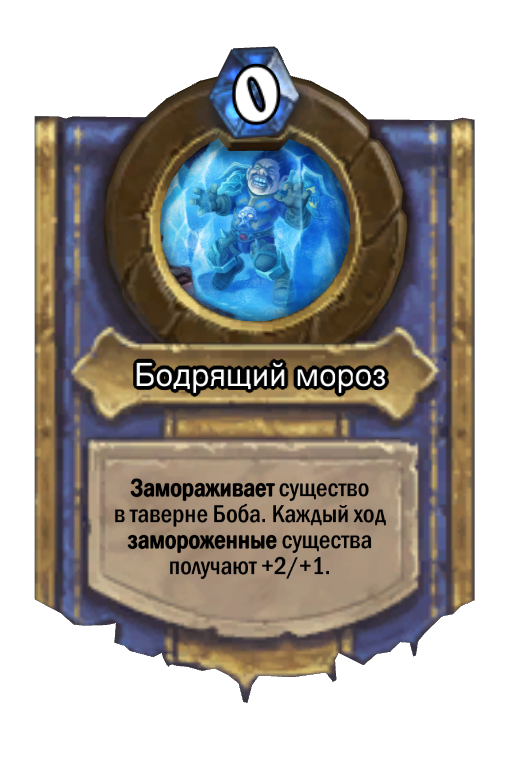 0
Бодрящий мороз
Замораживает существо
в таверне Боба. Каждый ход
замороженные существа
получают +2/+1.